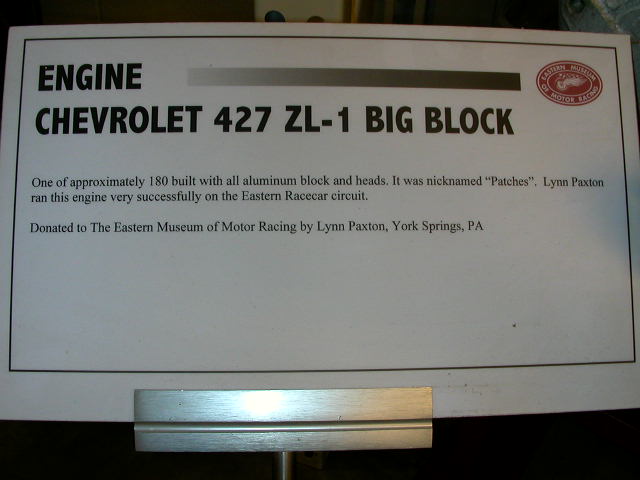 ENGINE
CHEVROLET 427 ZL-1 BIG BLOCK
EASTERN MUSEUM
OF MOTOR RACING
One of approximately 180 built with all aluminum block and heads. It was nicknamed “Patches”. Lynn Paxton
ran this engine very successfully on the Eastern Racecar circuit.
Donated to The Eastern Museum of Motor Racing by Lynn Paxton, York Springs, PA